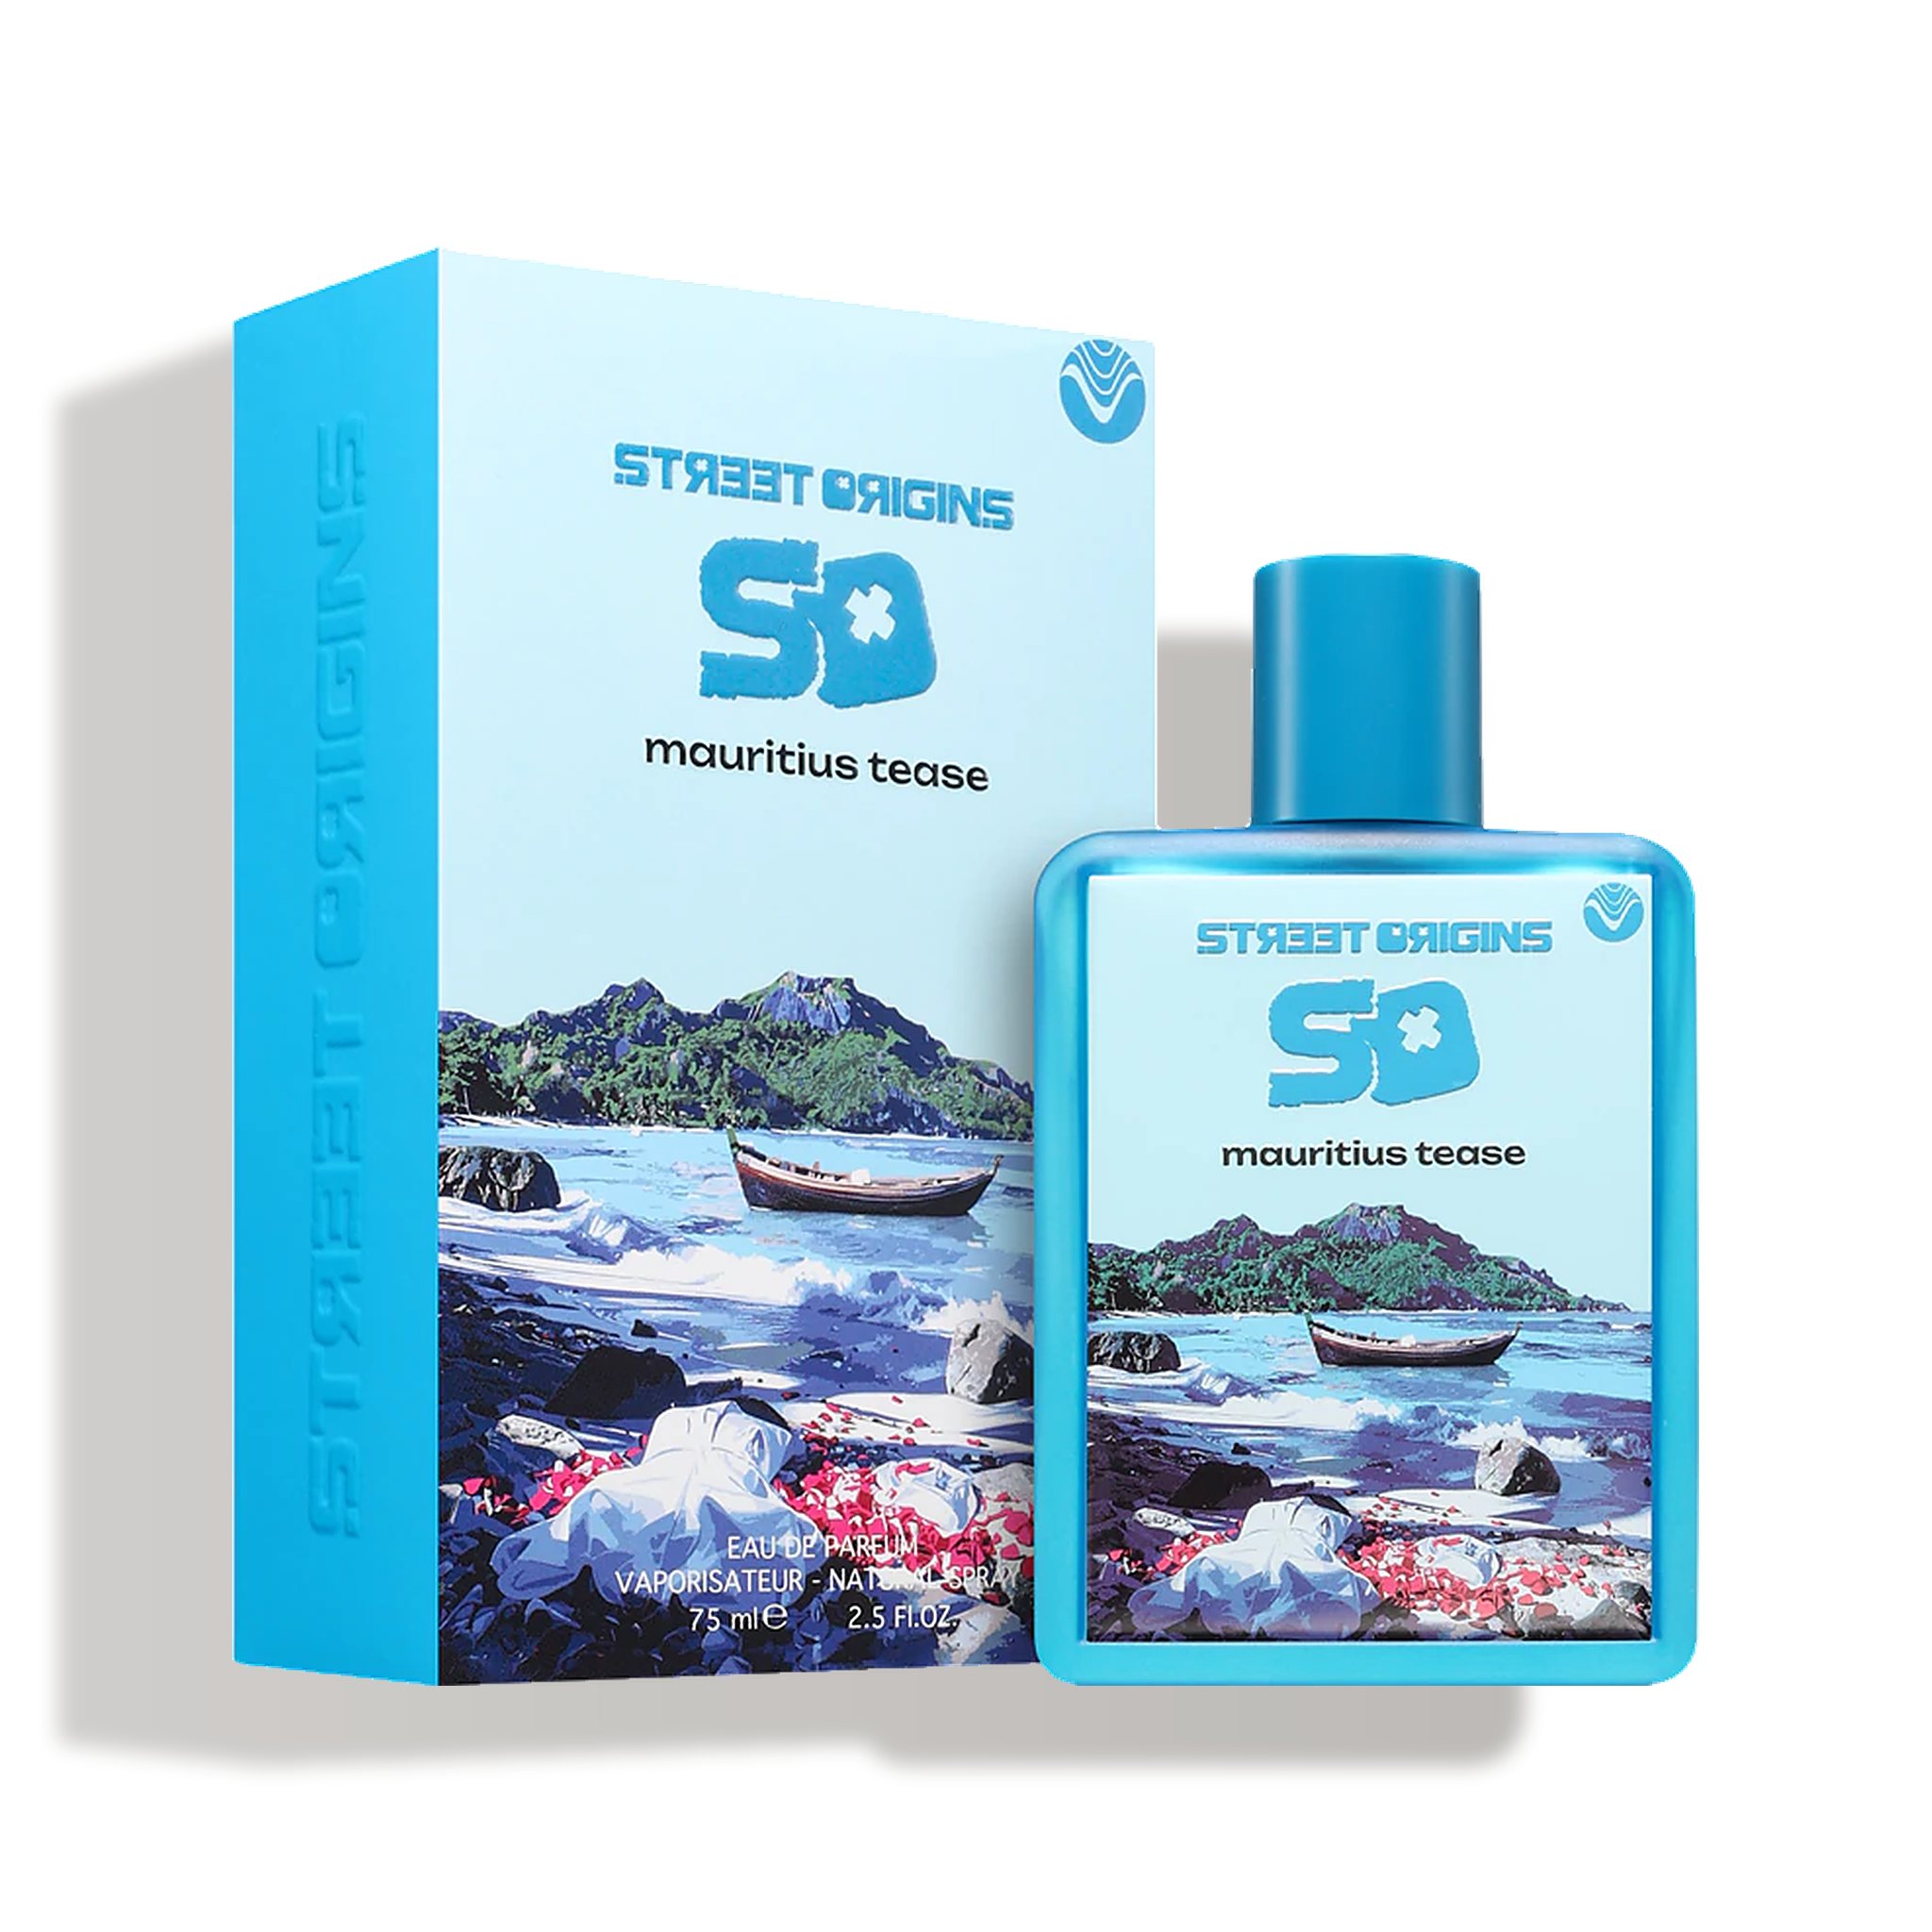 STREET ORIGINS
STREET ORIGINS
SO
mauritius tease
EAU DE PARFUM
VAPORISATEUR - NATURAL SPRAY
75 ml e 2.5 Fl.OZ.
STREET ORIGINS
SO
mauritius tease